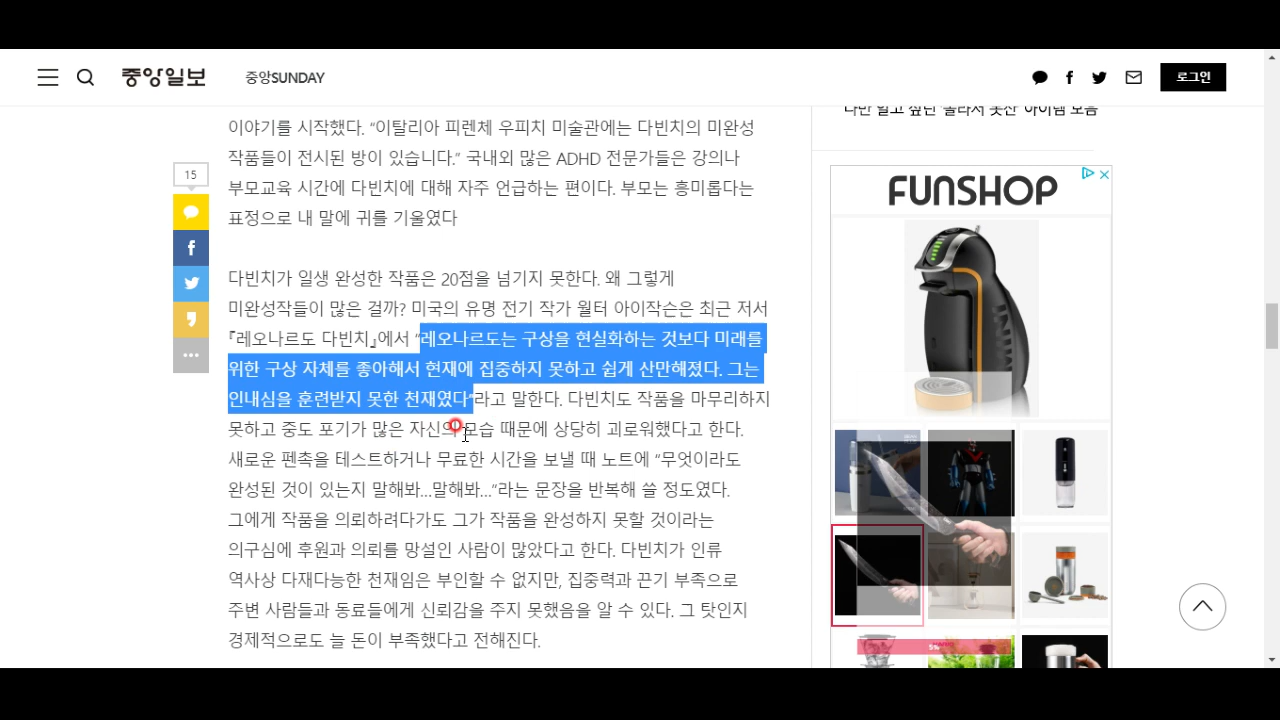 중앙일보
중앙SUNDAY
로그인
이야기를 시작했다. “이탈리아 피렌체 우피치 미술관에는 다빈치의 미완성
작품들이 전시된 방이 있습니다.” 국내외 많은 ADHD 전문가들은 강의나
부모교육 시간에 다빈치에 대해 자주 언급하는 편이다. 부모는 흥미롭다는
표정으로 내 말에 귀를 기울였다
15
다빈치가 일생 완성한 작품은 20점을 넘기지 못한다. 왜 그렇게
미완성작들이 많은 걸까? 미국의 유명 전기 작가 월터 아이작슨은 최근 저서
『레오나르도 다빈치』에서 “레오나르도는 구상을 현실화하는 것보다 미래를
위한 구상 자체를 좋아해서 현재에 집중하지 못하고 쉽게 산만해졌다. 그는
인내심을 훈련받지 못한 천재였다”라고 말한다. 다빈치도 작품을 마무리하지
못하고 중도 포기가 많은 자신의 모습 때문에 상당히 괴로워했다고 한다.
새로운 펜촉을 테스트하거나 무료한 시간을 보낼 때 노트에 “무엇이라도
완성된 것이 있는지 말해봐...말해봐...”라는 문장을 반복해 쓸 정도였다.
그에게 작품을 의뢰하려다가도 그가 작품을 완성하지 못할 것이라는
의구심에 후원과 의뢰를 망설인 사람이 많았다고 한다. 다빈치가 인류
역사상 다재다능한 천재임은 부인할 수 없지만, 집중력과 끈기 부족으로
주변 사람들과 동료들에게 신뢰감을 주지 못했음을 알 수 있다. 그 탓인지
경제적으로도 늘 돈이 부족했다고 전해진다.
나만 알고 싶던 '몰라서 못산' 아이템 모음
FUNSHOP